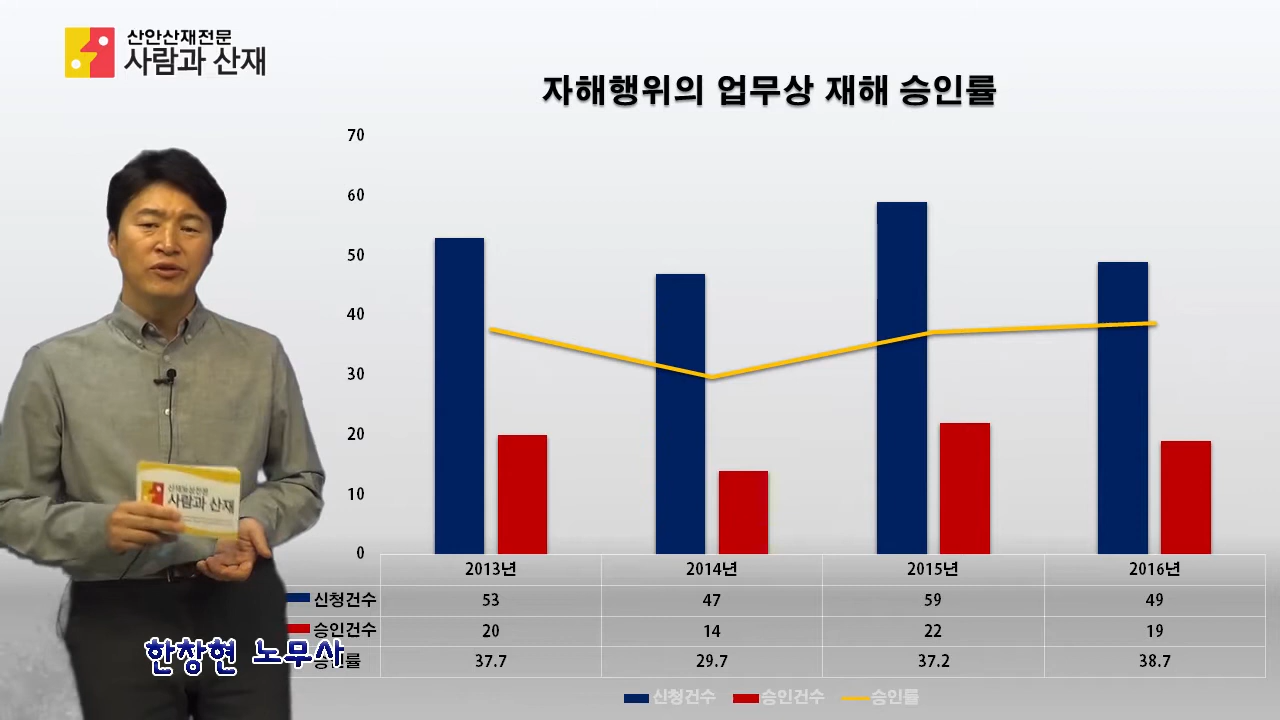 산안산재전문
사람과 산재
자해행위의 업무상 재해 승인률
70
60
50
40
30
20
10
0
2013년 2014년 2015년 2016년
신청건수 53 47 59 49
승인건수 20 14 22 19
승인률 37.7 29.7 37.2 38.7
한창현 노무사
신청건수 승인건수 승인률
사람과 산재